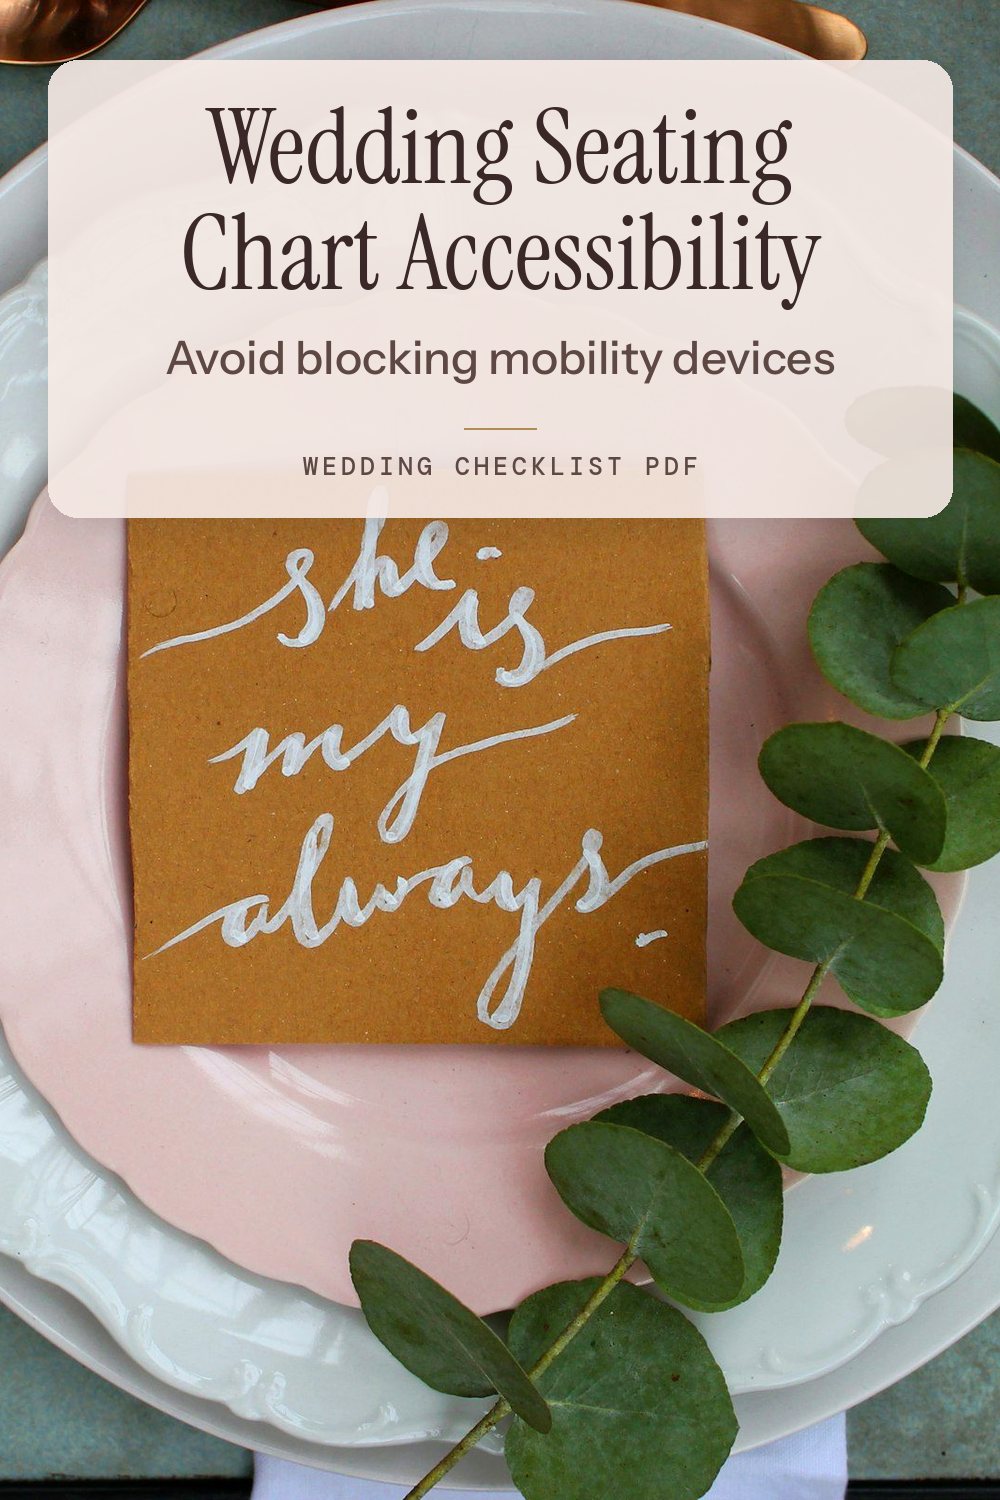 Wedding Seating
Chart Accessibility
Avoid blocking mobility devices
WEDDING CHECKLIST PDF
she is
my
always.